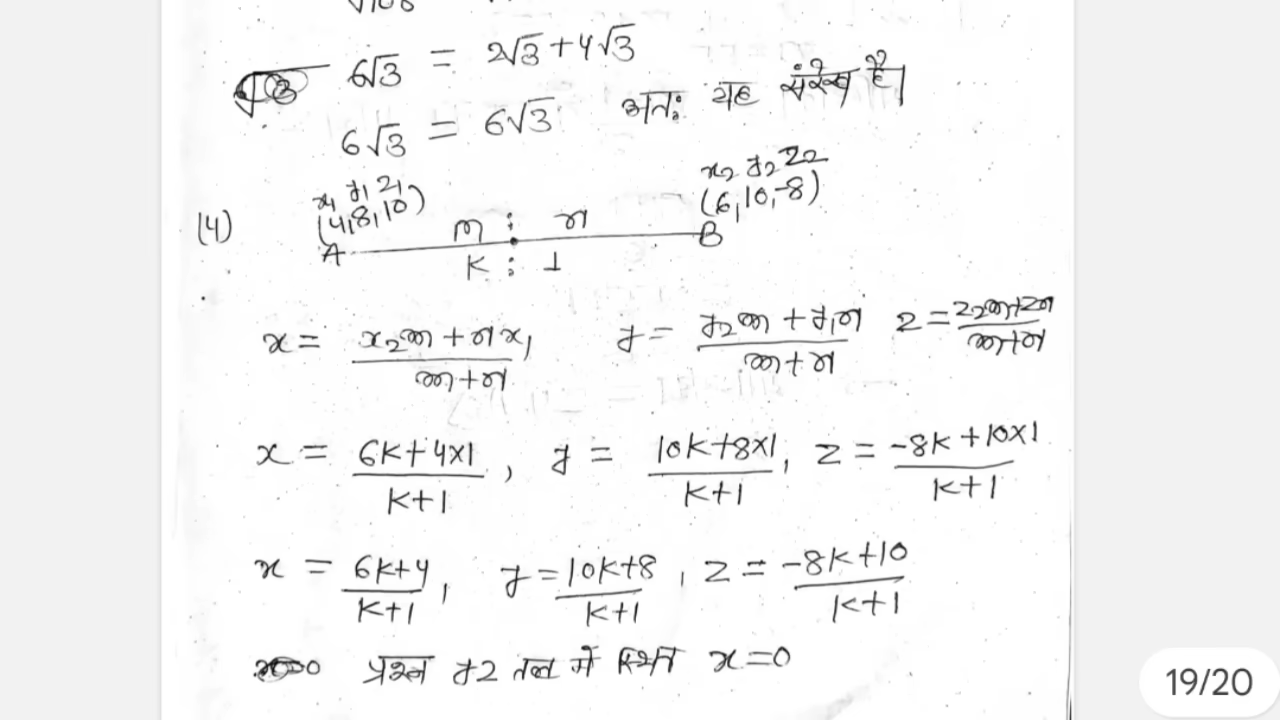 6√3 = 2√3+4√3
6√3 = 6√3 अतः यह संरेख है।
x₁ y₁ z₁ x₂ y₂ z₂
(4) (4,8,10) m : n (6,10,-8)
A K : 1 B
x = x₂m + nx₁ / m+n y = y₂m + y₁n / m+n z = z₂m+zn / m+n
x = 6K+4×1 / K+1 , y = 10K+8×1 / K+1 , z = -8K+10×1 / K+1
x = 6K+4 / K+1 , y = 10K+8 / K+1 , z = -8K+10 / K+1
प्रश्न yz तल में स्थित x=0
19/20